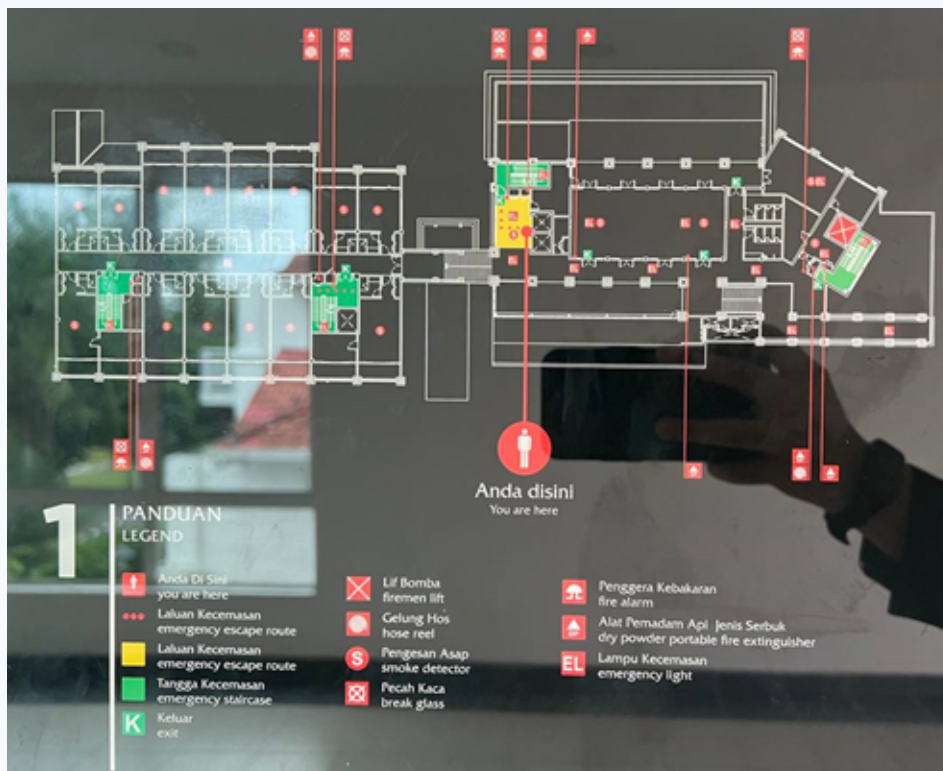 Anda disini
You are here
1
PANDUAN
LEGEND
Anda Di Sini
you are here
Laluan Kecemasan
emergency escape route
Laluan Kecemasan
emergency escape route
Tangga Kecemasan
emergency staircase
K
Keluar
exit
Lif Bomba
firemen lift
Gelung Hos
hose reel
S
Pengesan Asap
smoke detector
Pecah Kaca
break glass
Penggera Kebakaran
fire alarm
Alat Pemadam Api Jenis Serbuk
dry powder portable fire extinguisher
EL
Lampu Kecemasan
emergency light